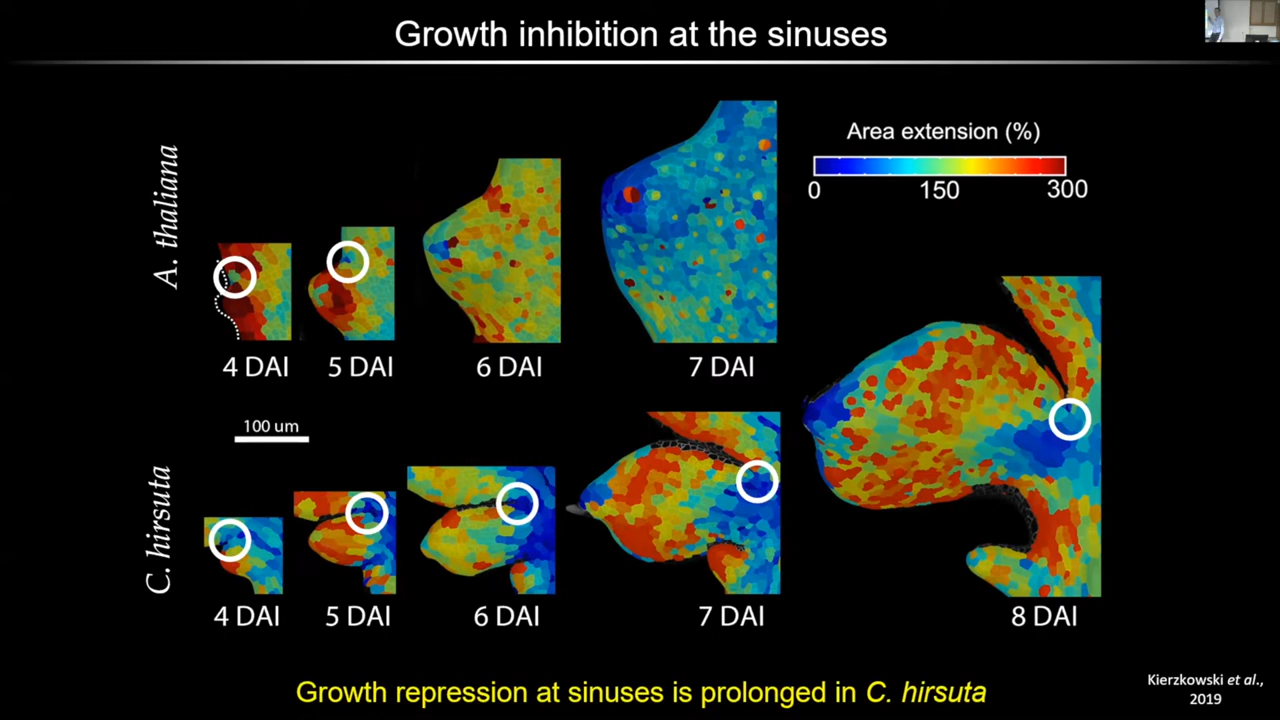 Growth inhibition at the sinuses
A. thaliana
Area extension (%)
0 150 300
4 DAI 5 DAI 6 DAI 7 DAI
100 um
C. hirsuta
4 DAI 5 DAI 6 DAI 7 DAI 8 DAI
Growth repression at sinuses is prolonged in C. hirsuta
Kierzkowski et al.,
2019